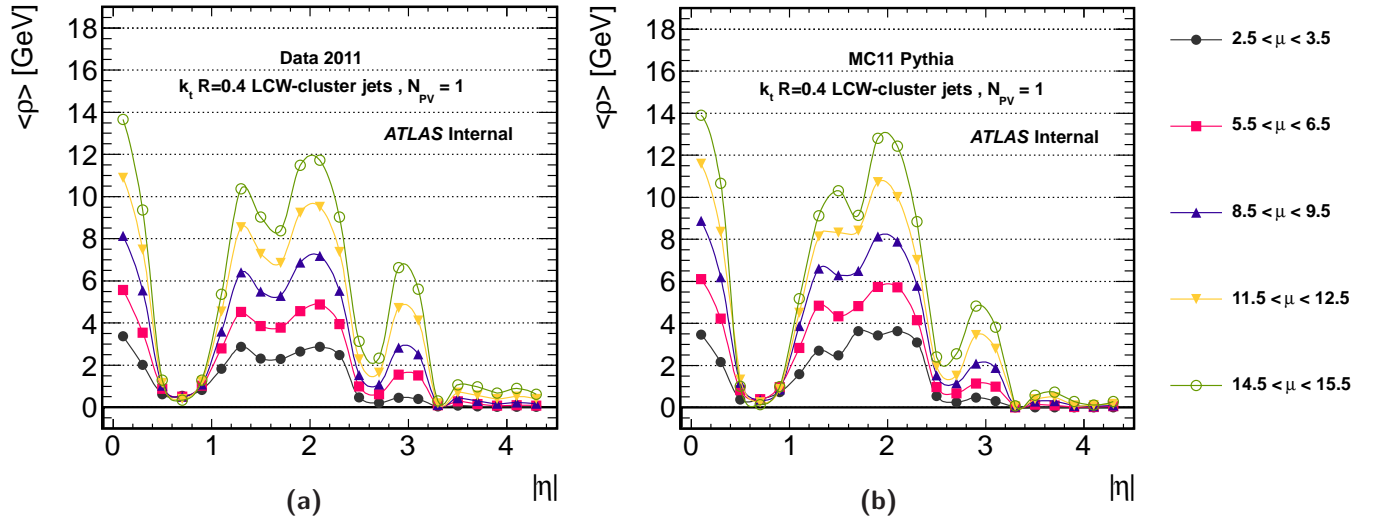 <ρ> [GeV]
18
16
14
12
10
8
6
4
2
0
Data 2011
k_t R=0.4 LCW-cluster jets , N_PV = 1
ATLAS Internal
0 1 2 3 4
|η|
(a)
<ρ> [GeV]
18
16
14
12
10
8
6
4
2
0
MC11 Pythia
k_t R=0.4 LCW-cluster jets , N_PV = 1
ATLAS Internal
0 1 2 3 4
|η|
(b)
2.5 < μ < 3.5
5.5 < μ < 6.5
8.5 < μ < 9.5
11.5 < μ < 12.5
14.5 < μ < 15.5